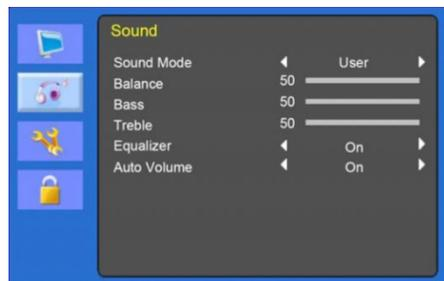 Sound
Sound Mode User
Balance 50
Bass 50
Treble 50
Equalizer On
Auto Volume On